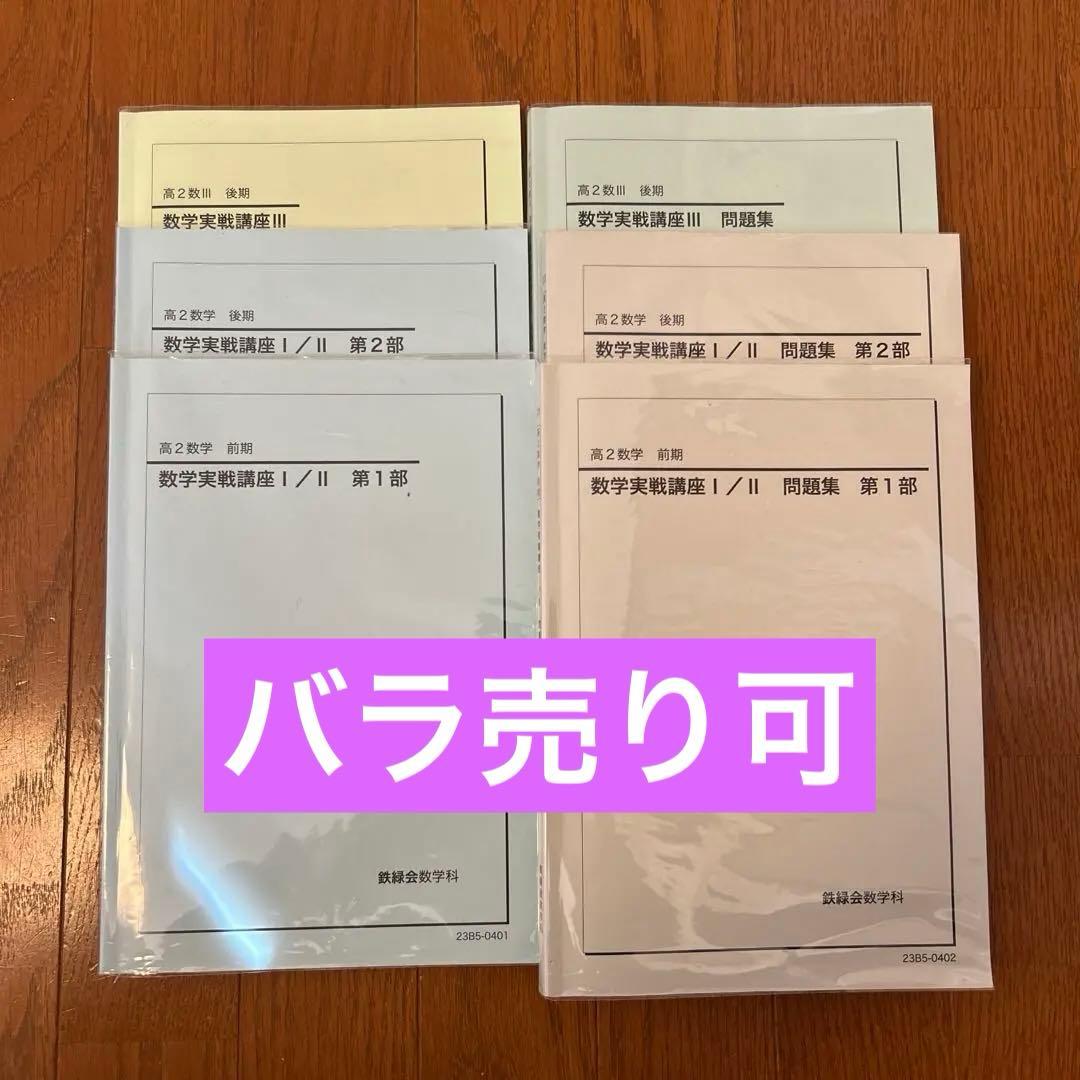 高2数Ⅲ 後期
数学実戦講座Ⅲ
高2数Ⅲ 後期
数学実戦講座Ⅲ 問題集
高2数学 後期
数学実戦講座Ⅰ/Ⅱ 第2部
高2数学 後期
数学実戦講座Ⅰ/Ⅱ 問題集 第2部
高2数学 前期
数学実戦講座Ⅰ/Ⅱ 第1部
鉄緑会数学科
23B5-0401
高2数学 前期
数学実戦講座Ⅰ/Ⅱ 問題集 第1部
鉄緑会数学科
23B5-0402
バラ売り可